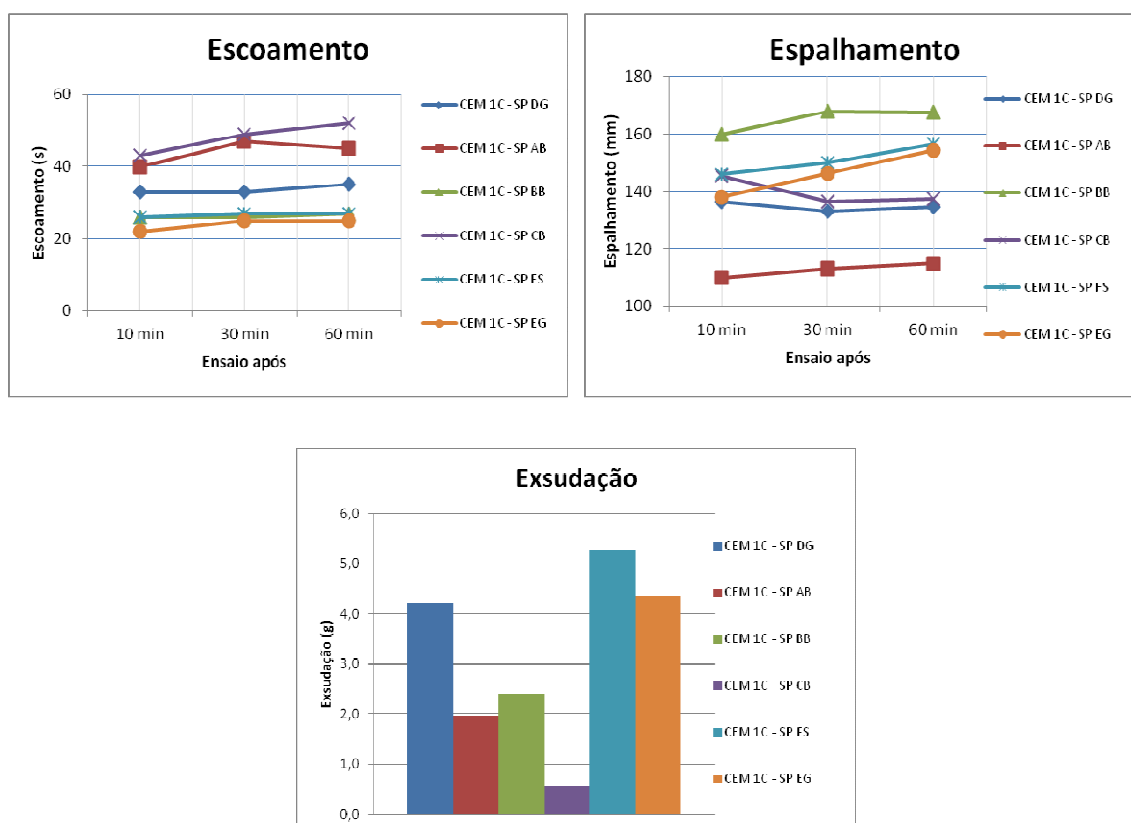 Escoamento
Escoamento (s)
60
40
20
0
10 min 30 min 60 min
Ensaio após
CEM 1C - SP DG
CEM 1C - SP AB
CEM 1C - SP BB
CEM 1C - SP CB
CEM 1C - SP FS
CEM 1C - SP EG
Espalhamento
Espalhamento (mm)
180
160
140
120
100
10 min 30 min 60 min
Ensaio após
CEM 1C - SP DG
CEM 1C - SP AB
CEM 1C - SP BB
CEM 1C - SP CB
CEM 1C - SP FS
CEM 1C - SP EG
Exsudação
Exsudação (g)
6,0
5,0
4,0
3,0
2,0
1,0
0,0
CEM 1C - SP DG
CEM 1C - SP AB
CEM 1C - SP BB
CEM 1C - SP CB
CEM 1C - SP FS
CEM 1C - SP EG